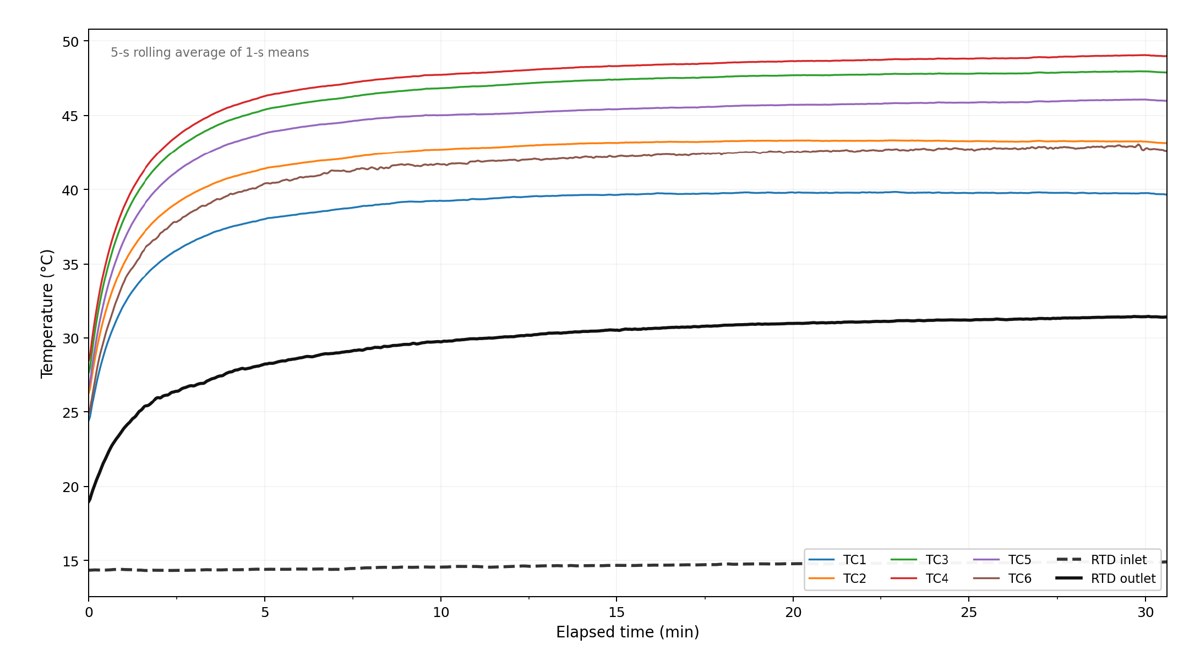 5-s rolling average of 1-s means
Temperature (°C)
50
45
40
35
30
25
20
15
0 5 10 15 20 25 30
Elapsed time (min)
TC1 TC3 TC5 RTD inlet
TC2 TC4 TC6 RTD outlet